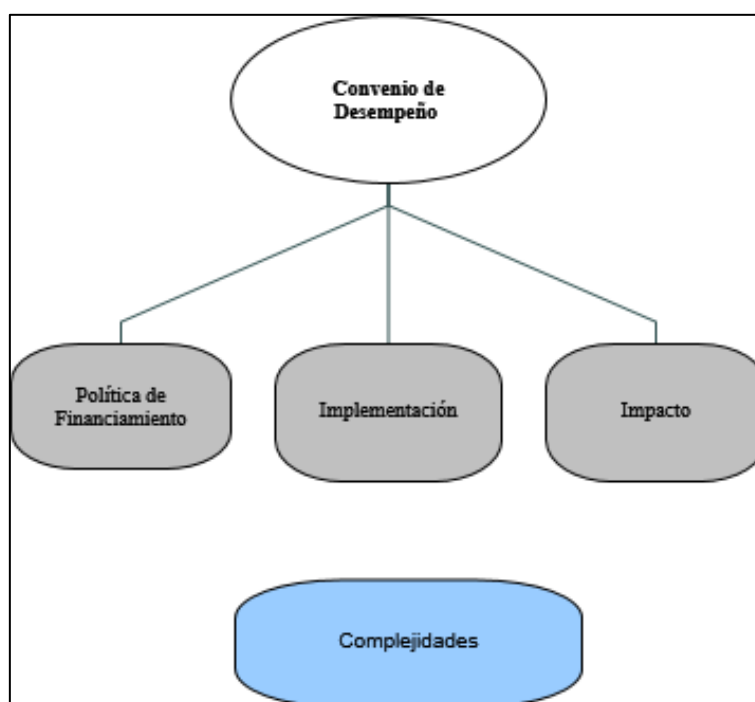 Convenio de
Desempeño
Política de
Financiamiento
Implementación
Impacto
Complejidades